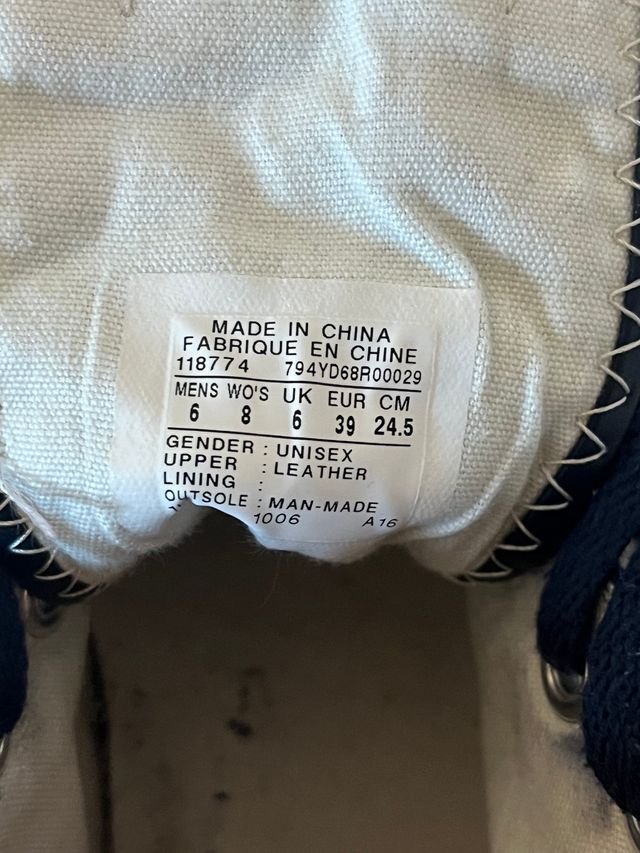 MADE IN CHINA
FABRIQUE EN CHINE
118774 794YD68R00029
MENS WO'S UK EUR CM
6 8 6 39 24.5
GENDER : UNISEX
UPPER : LEATHER
LINING :
OUTSOLE : MAN-MADE
1006 A16